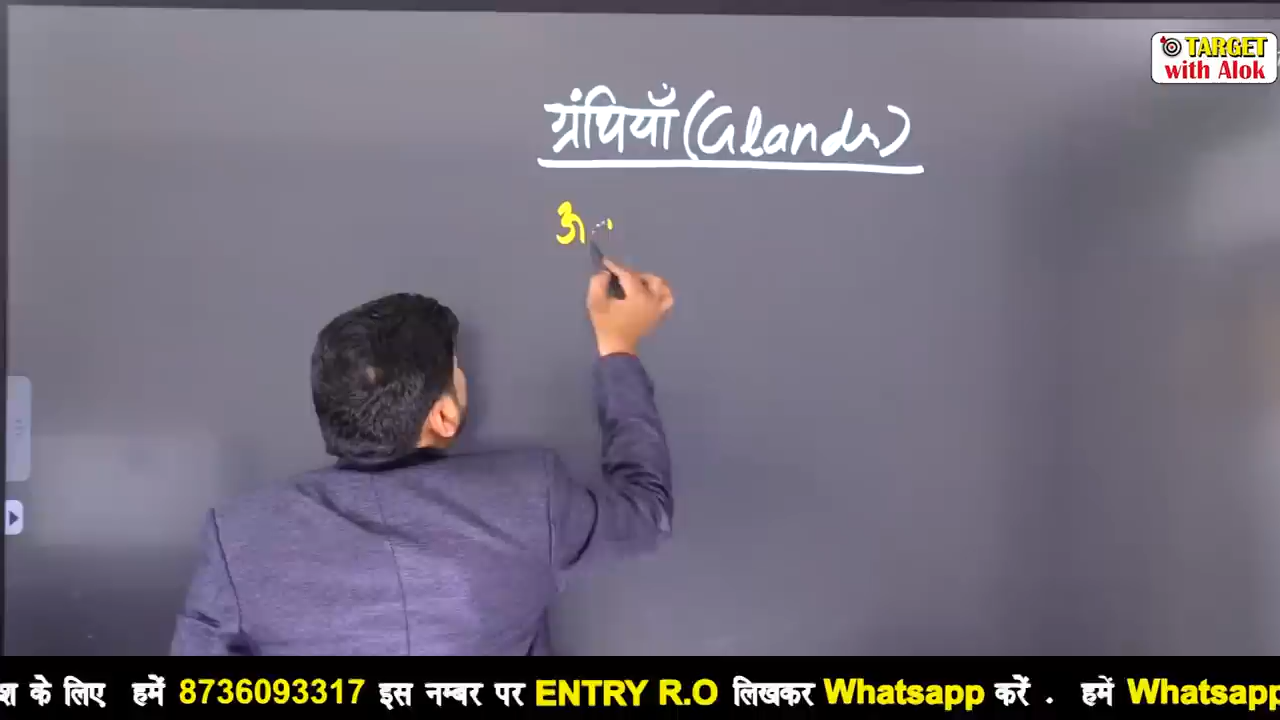 TARGET
with Alok
ग्रंथियाँ (Glands)
श के लिए हमें 8736093317 इस नम्बर पर ENTRY R.O लिखकर Whatsapp करें . हमें Whatsapp